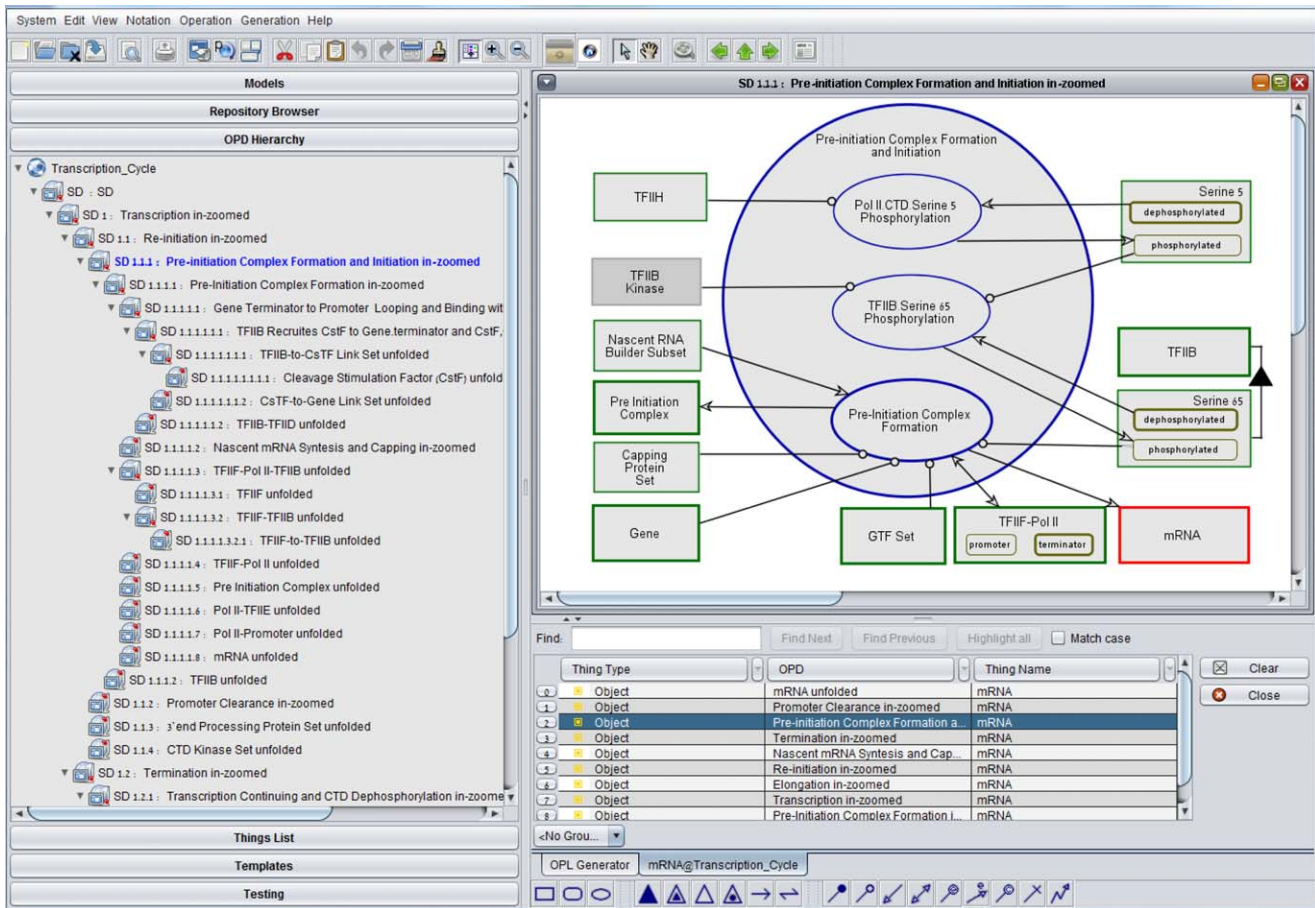 System Edit View Notation Operation Generation Help
Models
Repository Browser
OPD Hierarchy
Transcription_Cycle
SD : SD
SD 1 : Transcription in-zoomed
SD 1.1 : Re-initiation in-zoomed
SD 1.1.1 : Pre-initiation Complex Formation and Initiation in-zoomed
SD 1.1.1.1 : Pre-Initiation Complex Formation in-zoomed
SD 1.1.1.1.1 : Gene Terminator to Promoter Looping and Binding wit
SD 1.1.1.1.1.1 : TFIIB Recruites CstF to Gene.terminator and CstF,
SD 1.1.1.1.1.1.1 : TFIIB-to-CsTF Link Set unfolded
SD 1.1.1.1.1.1.1.1 : Cleavage Stimulation Factor (CstF) unfold
SD 1.1.1.1.1.1.2 : CsTF-to-Gene Link Set unfolded
SD 1.1.1.1.1.2 : TFIIB-TFIID unfolded
SD 1.1.1.1.2 : Nascent mRNA Syntesis and Capping in-zoomed
SD 1.1.1.1.3 : TFIIF-Pol II-TFIIB unfolded
SD 1.1.1.1.3.1 : TFIIF unfolded
SD 1.1.1.1.3.2 : TFIIF-TFIIB unfolded
SD 1.1.1.1.3.2.1 : TFIIF-to-TFIIB unfolded
SD 1.1.1.1.4 : TFIIF-Pol II unfolded
SD 1.1.1.1.5 : Pre Initiation Complex unfolded
SD 1.1.1.1.6 : Pol II-TFIIE unfolded
SD 1.1.1.1.7 : Pol II-Promoter unfolded
SD 1.1.1.1.8 : mRNA unfolded
SD 1.1.1.2 : TFIIB unfolded
SD 1.1.2 : Promoter Clearance in-zoomed
SD 1.1.3 : 3`end Processing Protein Set unfolded
SD 1.1.4 : CTD Kinase Set unfolded
SD 1.2 : Termination in-zoomed
SD 1.2.1 : Transcription Continuing and CTD Dephosphorylation in-zoome
Things List
Templates
Testing
SD 1.1.1 : Pre-initiation Complex Formation and Initiation in-zoomed
Pre-initiation Complex Formation
and Initiation
TFIIH
Pol II.CTD.Serine 5
Phosphorylation
Serine 5
dephosphorylated
phosphorylated
TFIIB
Kinase
TFIIB Serine 65
Phosphorylation
Nascent RNA
Builder Subset
TFIIB
Pre Initiation
Complex
Pre-Initiation Complex
Formation
Serine 65
dephosphorylated
phosphorylated
Capping
Protein
Set
Gene
GTF Set
TFIIF-Pol II
promoter
terminator
mRNA
Find:
Find Next
Find Previous
Highlight all
Match case
Clear
Close
Thing Type OPD Thing Name
0 Object mRNA unfolded mRNA
1 Object Promoter Clearance in-zoomed mRNA
2 Object Pre-initiation Complex Formation a... mRNA
3 Object Termination in-zoomed mRNA
4 Object Nascent mRNA Syntesis and Cap... mRNA
5 Object Re-initiation in-zoomed mRNA
6 Object Elongation in-zoomed mRNA
7 Object Transcription in-zoomed mRNA
8 Object Pre-Initiation Complex Formation i... mRNA
<No Grou...
OPL Generator mRNA@Transcription_Cycle